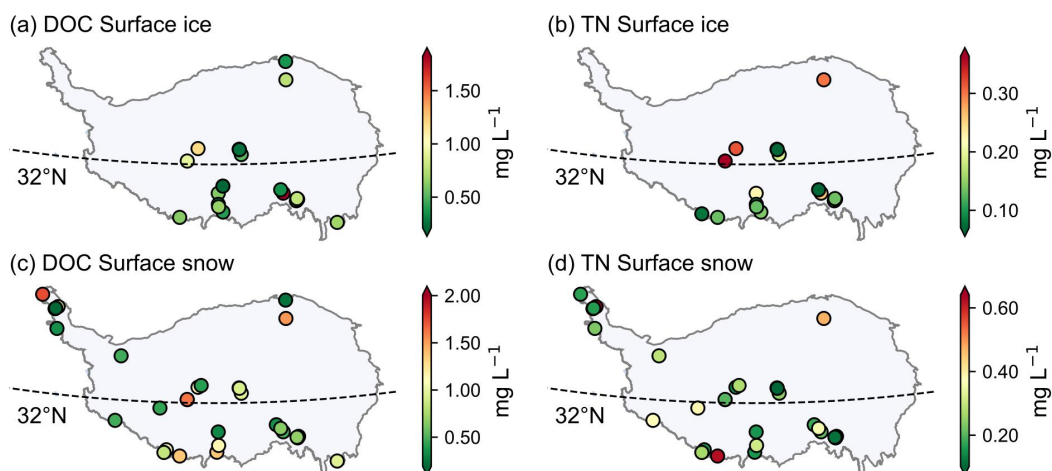 (a) DOC Surface ice
1.50
1.00
0.50
mg L⁻¹
32°N
(b) TN Surface ice
0.30
0.20
0.10
mg L⁻¹
32°N
(c) DOC Surface snow
2.00
1.50
1.00
0.50
mg L⁻¹
32°N
(d) TN Surface snow
0.60
0.40
0.20
mg L⁻¹
32°N